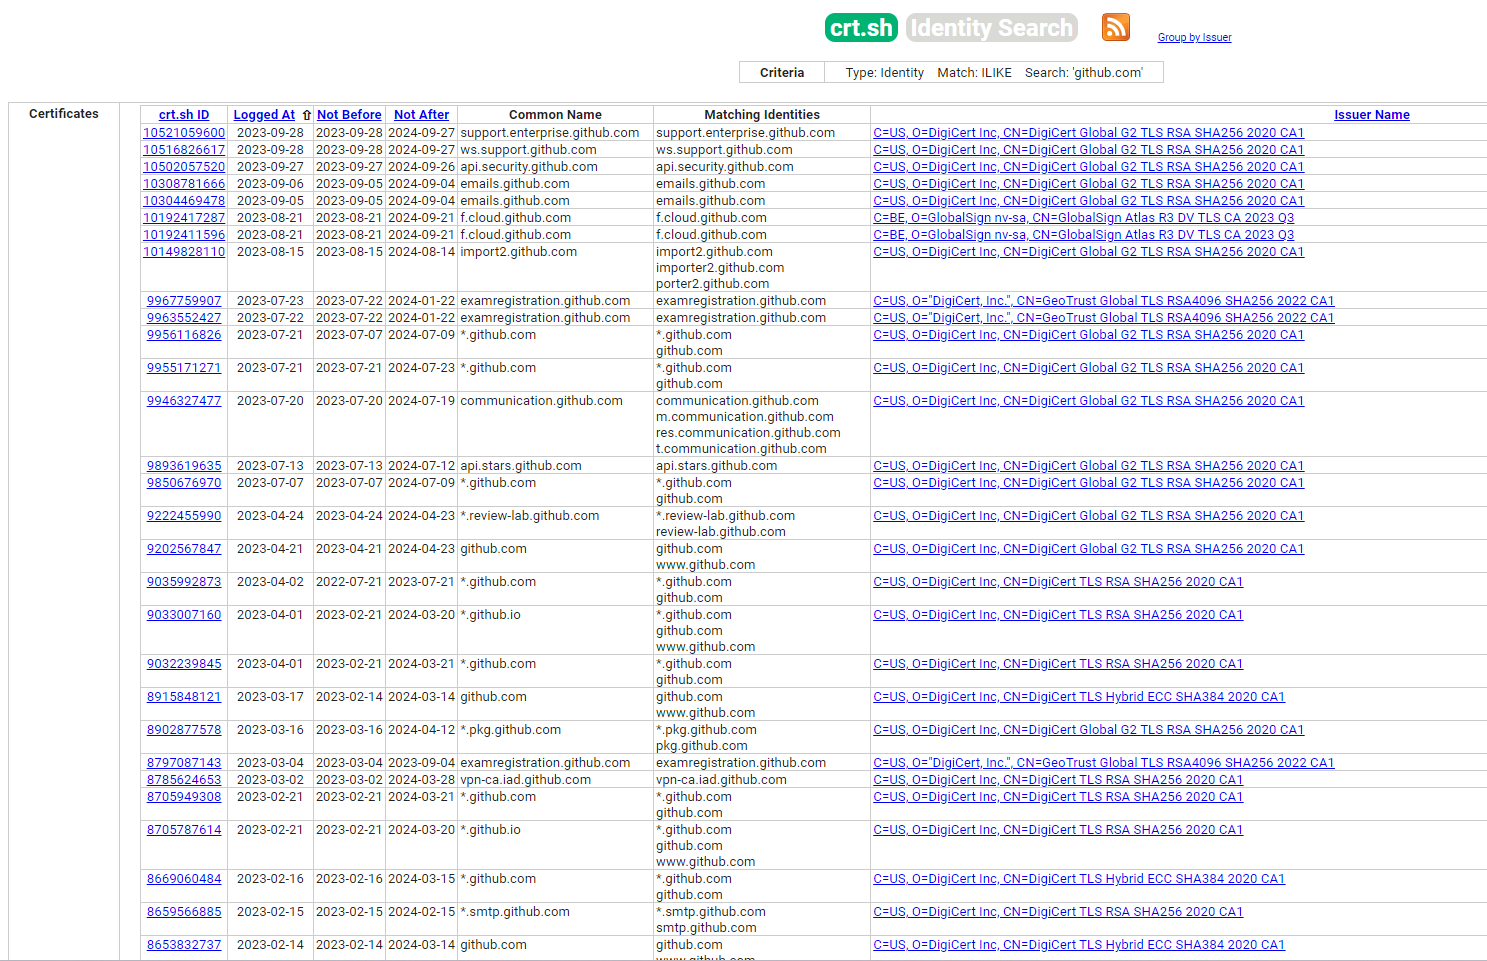 crt.sh Identity Search Group by Issuer
Criteria Type: Identity Match: ILIKE Search: 'github.com'
Certificates
crt.sh ID Logged At ⇧ Not Before Not After Common Name Matching Identities Issuer Name
10521059600 2023-09-28 2023-09-28 2024-09-27 support.enterprise.github.com support.enterprise.github.com C=US, O=DigiCert Inc, CN=DigiCert Global G2 TLS RSA SHA256 2020 CA1
10516826617 2023-09-28 2023-09-28 2024-09-27 ws.support.github.com ws.support.github.com C=US, O=DigiCert Inc, CN=DigiCert Global G2 TLS RSA SHA256 2020 CA1
10502057520 2023-09-27 2023-09-27 2024-09-26 api.security.github.com api.security.github.com C=US, O=DigiCert Inc, CN=DigiCert Global G2 TLS RSA SHA256 2020 CA1
10308781666 2023-09-06 2023-09-05 2024-09-04 emails.github.com emails.github.com C=US, O=DigiCert Inc, CN=DigiCert Global G2 TLS RSA SHA256 2020 CA1
10304469478 2023-09-05 2023-09-05 2024-09-04 emails.github.com emails.github.com C=US, O=DigiCert Inc, CN=DigiCert Global G2 TLS RSA SHA256 2020 CA1
10192417287 2023-08-21 2023-08-21 2024-09-21 f.cloud.github.com f.cloud.github.com C=BE, O=GlobalSign nv-sa, CN=GlobalSign Atlas R3 DV TLS CA 2023 Q3
10192411596 2023-08-21 2023-08-21 2024-09-21 f.cloud.github.com f.cloud.github.com C=BE, O=GlobalSign nv-sa, CN=GlobalSign Atlas R3 DV TLS CA 2023 Q3
10149828110 2023-08-15 2023-08-15 2024-08-14 import2.github.com import2.github.com C=US, O=DigiCert Inc, CN=DigiCert Global G2 TLS RSA SHA256 2020 CA1
importer2.github.com
porter2.github.com
9967759907 2023-07-23 2023-07-22 2024-01-22 examregistration.github.com examregistration.github.com C=US, O="DigiCert, Inc.", CN=GeoTrust Global TLS RSA4096 SHA256 2022 CA1
9963552427 2023-07-22 2023-07-22 2024-01-22 examregistration.github.com examregistration.github.com C=US, O="DigiCert, Inc.", CN=GeoTrust Global TLS RSA4096 SHA256 2022 CA1
9956116826 2023-07-21 2023-07-07 2024-07-09 *.github.com *.github.com C=US, O=DigiCert Inc, CN=DigiCert Global G2 TLS RSA SHA256 2020 CA1
github.com
9955171271 2023-07-21 2023-07-21 2024-07-23 *.github.com *.github.com C=US, O=DigiCert Inc, CN=DigiCert Global G2 TLS RSA SHA256 2020 CA1
github.com
9946327477 2023-07-20 2023-07-20 2024-07-19 communication.github.com communication.github.com C=US, O=DigiCert Inc, CN=DigiCert Global G2 TLS RSA SHA256 2020 CA1
m.communication.github.com
res.communication.github.com
t.communication.github.com
9893619635 2023-07-13 2023-07-13 2024-07-12 api.stars.github.com api.stars.github.com C=US, O=DigiCert Inc, CN=DigiCert Global G2 TLS RSA SHA256 2020 CA1
9850676970 2023-07-07 2023-07-07 2024-07-09 *.github.com *.github.com C=US, O=DigiCert Inc, CN=DigiCert Global G2 TLS RSA SHA256 2020 CA1
github.com
9222455990 2023-04-24 2023-04-24 2024-04-23 *.review-lab.github.com *.review-lab.github.com C=US, O=DigiCert Inc, CN=DigiCert Global G2 TLS RSA SHA256 2020 CA1
review-lab.github.com
9202567847 2023-04-21 2023-04-21 2024-04-23 github.com github.com C=US, O=DigiCert Inc, CN=DigiCert Global G2 TLS RSA SHA256 2020 CA1
www.github.com
9035992873 2023-04-02 2022-07-21 2023-07-21 *.github.com *.github.com C=US, O=DigiCert Inc, CN=DigiCert TLS RSA SHA256 2020 CA1
github.com
9033007160 2023-04-01 2023-02-21 2024-03-20 *.github.io *.github.com C=US, O=DigiCert Inc, CN=DigiCert TLS RSA SHA256 2020 CA1
github.com
www.github.com
9032239845 2023-04-01 2023-02-21 2024-03-21 *.github.com *.github.com C=US, O=DigiCert Inc, CN=DigiCert TLS RSA SHA256 2020 CA1
github.com
8915848121 2023-03-17 2023-02-14 2024-03-14 github.com github.com C=US, O=DigiCert Inc, CN=DigiCert TLS Hybrid ECC SHA384 2020 CA1
www.github.com
8902877578 2023-03-16 2023-03-16 2024-04-12 *.pkg.github.com *.pkg.github.com C=US, O=DigiCert Inc, CN=DigiCert Global G2 TLS RSA SHA256 2020 CA1
pkg.github.com
8797087143 2023-03-04 2023-03-04 2023-09-04 examregistration.github.com examregistration.github.com C=US, O="DigiCert, Inc.", CN=GeoTrust Global TLS RSA4096 SHA256 2022 CA1
8785624653 2023-03-02 2023-03-02 2024-03-28 vpn-ca.iad.github.com vpn-ca.iad.github.com C=US, O=DigiCert Inc, CN=DigiCert TLS RSA SHA256 2020 CA1
8705949308 2023-02-21 2023-02-21 2024-03-21 *.github.com *.github.com C=US, O=DigiCert Inc, CN=DigiCert TLS RSA SHA256 2020 CA1
github.com
8705787614 2023-02-21 2023-02-21 2024-03-20 *.github.io *.github.com C=US, O=DigiCert Inc, CN=DigiCert TLS RSA SHA256 2020 CA1
github.com
www.github.com
8669060484 2023-02-16 2023-02-16 2024-03-15 *.github.com *.github.com C=US, O=DigiCert Inc, CN=DigiCert TLS Hybrid ECC SHA384 2020 CA1
github.com
8659566885 2023-02-15 2023-02-15 2024-02-15 *.smtp.github.com *.smtp.github.com C=US, O=DigiCert Inc, CN=DigiCert TLS RSA SHA256 2020 CA1
smtp.github.com
8653832737 2023-02-14 2023-02-14 2024-03-14 github.com github.com C=US, O=DigiCert Inc, CN=DigiCert TLS Hybrid ECC SHA384 2020 CA1
www.github.com